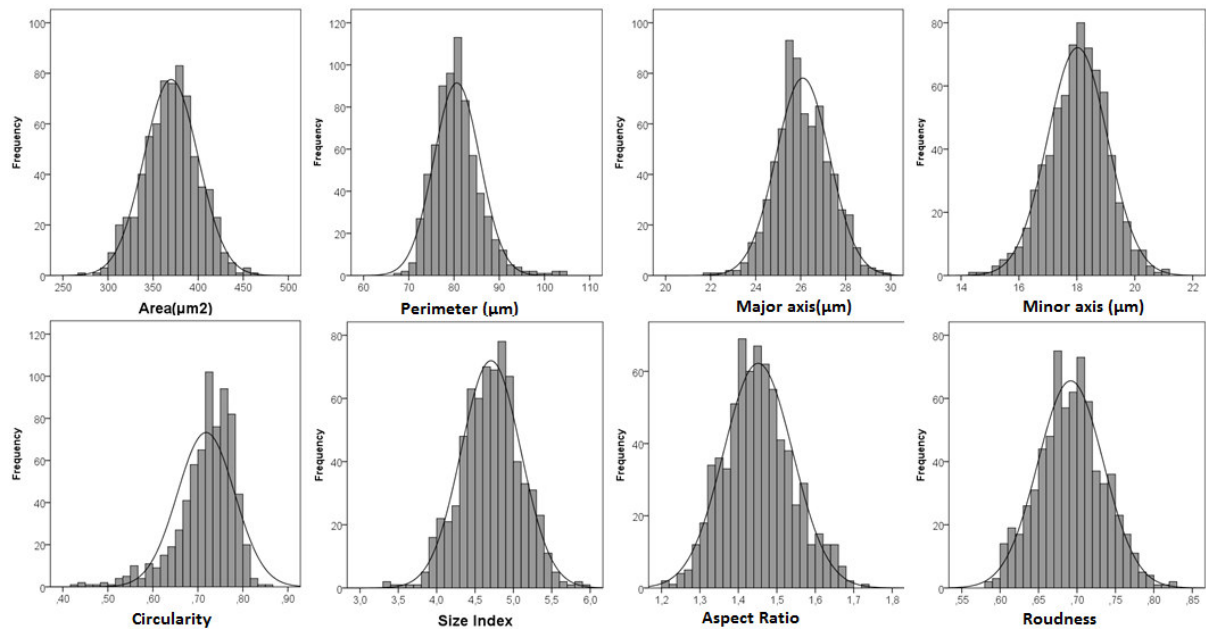 100
80
60
40
20
0
Frequency
250 300 350 400 450 500
Area(µm2)
120
100
80
60
40
20
0
Frequency
60 70 80 90 100 110
Perimeter (µm)
100
80
60
40
20
0
Frequency
20 22 24 26 28 30
Major axis(µm)
80
60
40
20
0
Frequency
14 16 18 20 22
Minor axis (µm)
120
100
80
60
40
20
0
Frequency
,40 ,50 ,60 ,70 ,80 ,90
Circularity
80
60
40
20
0
Frequency
3,0 3,5 4,0 4,5 5,0 5,5 6,0
Size Index
60
40
20
0
Frequency
1,2 1,3 1,4 1,5 1,6 1,7 1,8
Aspect Ratio
80
60
40
20
0
Frequency
,55 ,60 ,65 ,70 ,75 ,80 ,85
Roudness